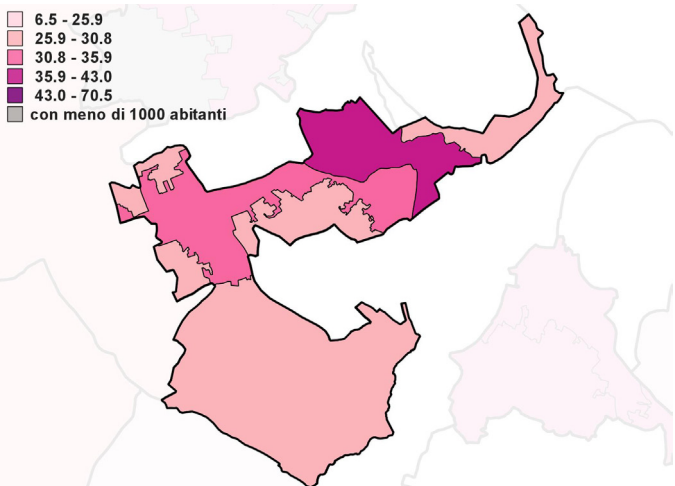 6.5 - 25.9
25.9 - 30.8
30.8 - 35.9
35.9 - 43.0
43.0 - 70.5
con meno di 1000 abitanti